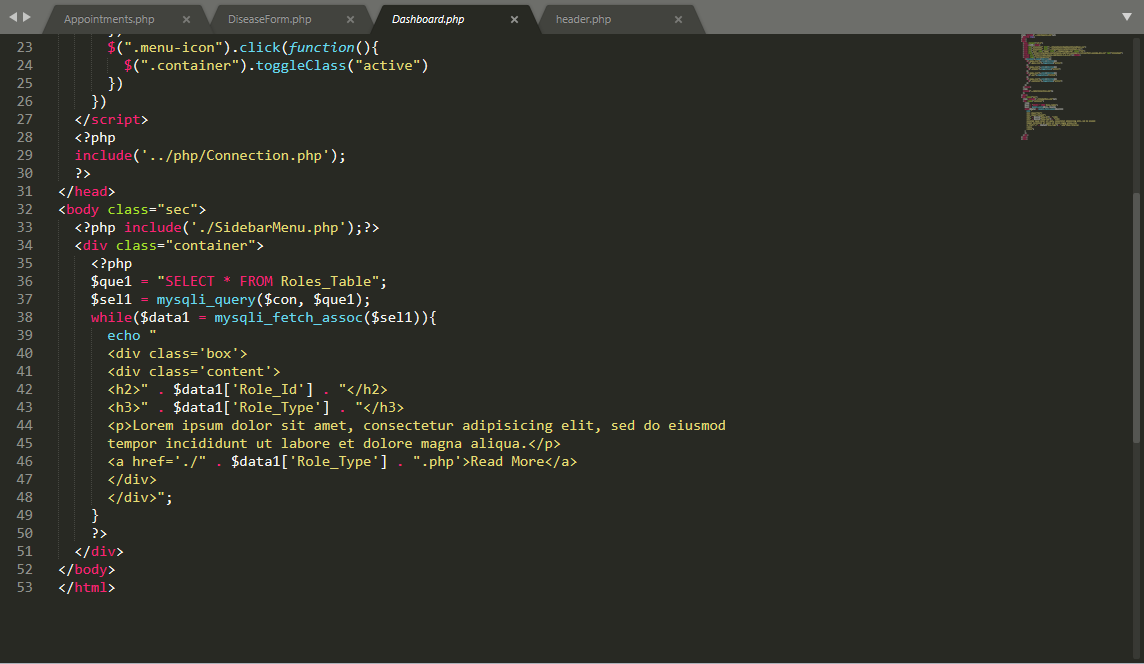 Appointments.php × DiseaseForm.php × Dashboard.php × header.php ×
23 $(".menu-icon").click(function(){
24 $(".container").toggleClass("active")
25 })
26 })
27 </script>
28 <?php
29 include('../php/Connection.php');
30 ?>
31 </head>
32 <body class="sec">
33 <?php include('./SidebarMenu.php');?>
34 <div class="container">
35 <?php
36 $que1 = "SELECT * FROM Roles_Table";
37 $sel1 = mysqli_query($con, $que1);
38 while($data1 = mysqli_fetch_assoc($sel1)){
39 echo "
40 <div class='box'>
41 <div class='content'>
42 <h2>" . $data1['Role_Id'] . "</h2>
43 <h3>" . $data1['Role_Type'] . "</h3>
44 <p>Lorem ipsum dolor sit amet, consectetur adipisicing elit, sed do eiusmod
45 tempor incididunt ut labore et dolore magna aliqua.</p>
46 <a href='./" . $data1['Role_Type'] . ".php'>Read More</a>
47 </div>
48 </div>";
49 }
50 ?>
51 </div>
52 </body>
53 </html>